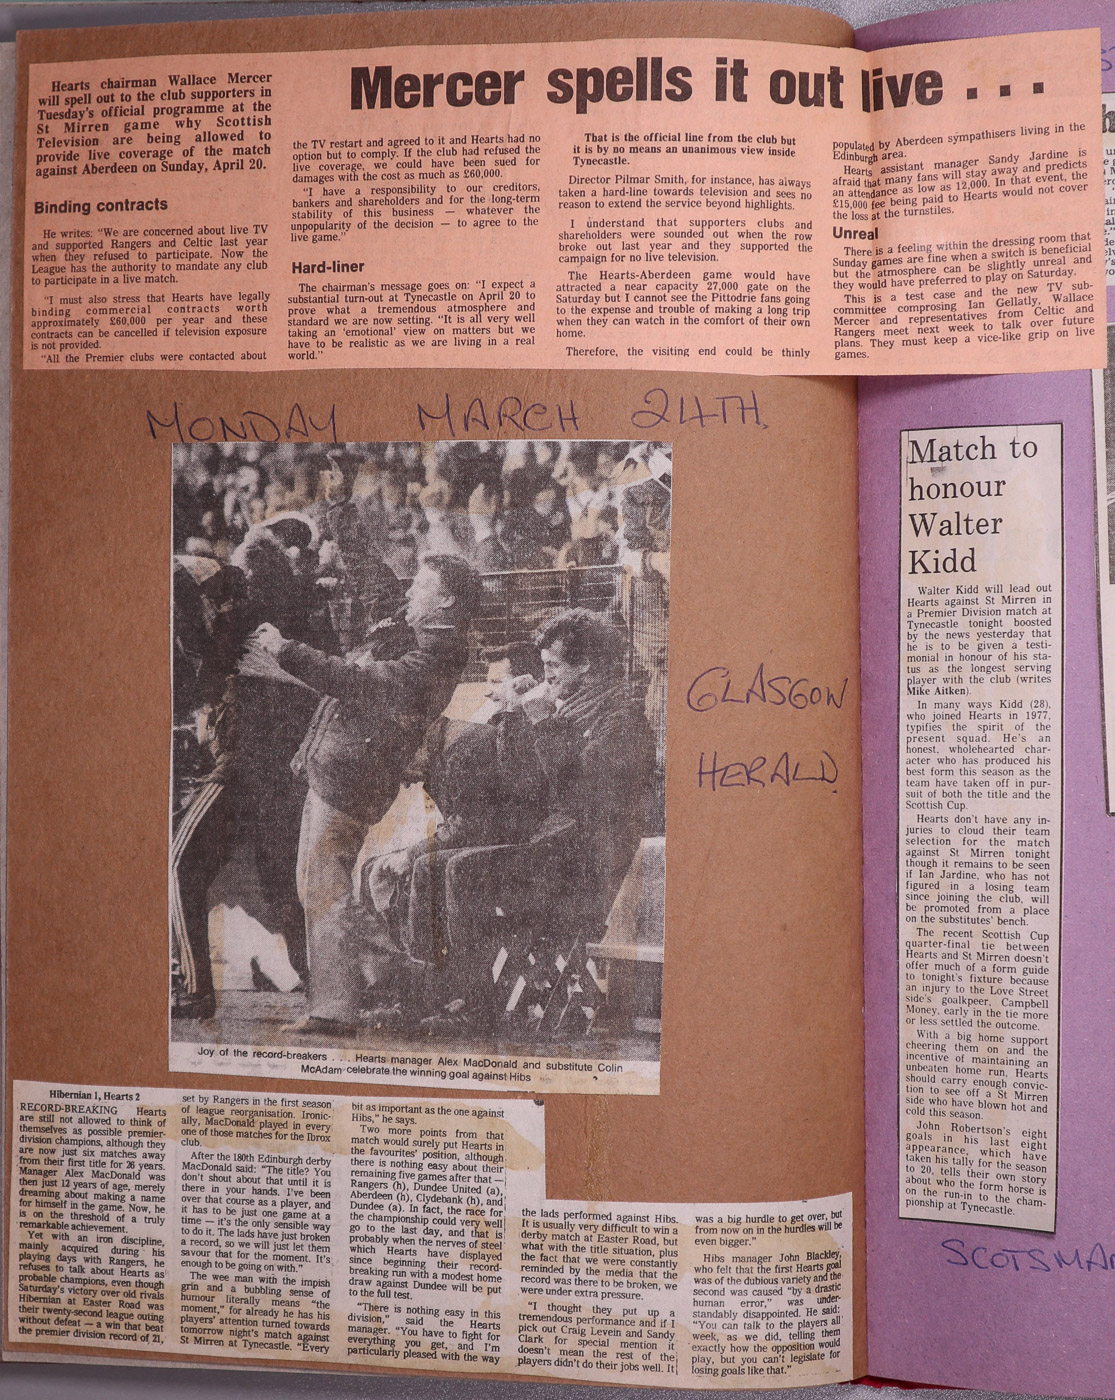 Mercer spells it out live . . .
Hearts chairman Wallace Mercer
will spell out to the club supporters in
Tuesday's official programme at the
St Mirren game why Scottish
Television are being allowed to
provide live coverage of the match
against Aberdeen on Sunday, April 20.
Binding contracts
He writes: "We are concerned about live TV
and supported Rangers and Celtic last year
when they refused to participate. Now the
League has the authority to mandate any club
to participate in a live match.
"I must also stress that Hearts have legally
binding commercial contracts worth
approximately £60,000 per year and these
contracts can be cancelled if television exposure
is not provided.
"All the Premier clubs were contacted about
the TV restart and agreed to it and Hearts had no
option but to comply. If the club had refused the
live coverage, we could have been sued for
damages with the cost as much as £60,000.
"I have a responsibility to our creditors,
bankers and shareholders and for the long-term
stability of this business — whatever the
unpopularity of the decision — to agree to the
live game."
Hard-liner
The chairman's message goes on: "I expect a
substantial turn-out at Tynecastle on April 20 to
prove what a tremendous atmosphere and
standard we are now setting. "It is all very well
taking an 'emotional' view on matters but we
have to be realistic as we are living in a real
world."
That is the official line from the club but
it is by no means an unanimous view inside
Tynecastle.
Director Pilmar Smith, for instance, has always
taken a hard-line towards television and sees no
reason to extend the service beyond highlights.
I understand that supporters clubs and
shareholders were sounded out when the row
broke out last year and they supported the
campaign for no live television.
The Hearts-Aberdeen game would have
attracted a near capacity 27,000 gate on the
Saturday but I cannot see the Pittodrie fans going
to the expense and trouble of making a long trip
when they can watch in the comfort of their own
home.
Therefore, the visiting end could be thinly
populated by Aberdeen sympathisers living in the
Edinburgh area.
Hearts assistant manager Sandy Jardine is
afraid that many fans will stay away and predicts
an attendance as low as 12,000. In that event, the
£15,000 fee being paid to Hearts would not cover
the loss at the turnstiles.
Unreal
There is a feeling within the dressing room that
Sunday games are fine when a switch is beneficial
but the atmosphere can be slightly unreal and
they would have preferred to play on Saturday.
This is a test case and the new TV sub-
committee composing Ian Gellatly, Wallace
Mercer and representatives from Celtic and
Rangers meet next week to talk over future
plans. They must keep a vice-like grip on live
games.
MONDAY MARCH 24TH.
GLASGOW
HERALD
Joy of the record-breakers . . . Hearts manager Alex MacDonald and substitute Colin
McAdam celebrate the winning goal against Hibs
Hibernian 1, Hearts 2
RECORD-BREAKING Hearts
are still not allowed to think of
themselves as possible premier-
division champions, although they
are now just six matches away
from their first title for 26 years.
Manager Alex MacDonald was
then just 12 years of age, merely
dreaming about making a name
for himself in the game. Now, he
is on the threshold of a truly
remarkable achievement.
Yet with an iron discipline,
mainly acquired during his
playing days with Rangers, he
refuses to talk about Hearts as
probable champions, even though
Saturday's victory over old rivals
Hibernian at Easter Road was
their twenty-second league outing
without defeat — a win that beat
the premier division record of 21,
set by Rangers in the first season
of league reorganisation. Ironic-
ally, MacDonald played in every
one of those matches for the Ibrox
club.
After the 180th Edinburgh derby
MacDonald said: "The title? You
don't shout about that until it is
there in your hands. I've been
over that course as a player, and
it has to be just one game at a
time — it's the only sensible way
to do it. The lads have just broken
a record, so we will just let them
savour that for the moment. It's
enough to be going on with."
The wee man with the impish
grin and a bubbling sense of
humour literally means "the
moment," for already he has his
players' attention turned towards
tomorrow night's match against
St Mirren at Tynecastle. "Every
bit as important as the one against
Hibs," he says.
Two more points from that
match would surely put Hearts in
the favourites' position, although
there is nothing easy about their
remaining five games after that —
Rangers (h), Dundee United (a),
Aberdeen (h), Clydebank (h), and
Dundee (a). In fact, the race for
the championship could very well
go to the last day, and that is
probably when the nerves of steel
which Hearts have displayed
since beginning their record-
breaking run with a modest home
draw against Dundee will be put
to the full test.
"There is nothing easy in this
division," said the Hearts
manager. "You have to fight for
everything you get, and I'm
particularly pleased with the way
the lads performed against Hibs.
It is usually very difficult to win a
derby match at Easter Road, but
what with the title situation, plus
the fact that we were constantly
reminded by the media that the
record was there to be broken, we
were under extra pressure.
"I thought they put up a
tremendous performance and if I
pick out Craig Levein and Sandy
Clark for special mention it
doesn't mean the rest of the
players didn't do their jobs well. It
was a big hurdle to get over, but
from now on in the hurdles will be
even bigger."
Hibs manager John Blackley,
who felt that the first Hearts goal
was of the dubious variety and the
second was caused "by a drastic
human error," was under-
standably disappointed. He said:
"You can talk to the players all
week, as we did, telling them
exactly how the opposition would
play, but you can't legislate for
losing goals like that."
Match to
honour
Walter
Kidd
Walter Kidd will lead out
Hearts against St Mirren in
a Premier Division match at
Tynecastle tonight boosted
by the news yesterday that
he is to be given a testi-
monial in honour of his sta-
tus as the longest serving
player with the club (writes
Mike Aitken).
In many ways Kidd (28),
who joined Hearts in 1977,
typifies the spirit of the
present squad. He's an
honest, wholehearted char-
acter who has produced his
best form this season as the
team have taken off in pur-
suit of both the title and the
Scottish Cup.
Hearts don't have any in-
juries to cloud their team
selection for the match
against St Mirren tonight
though it remains to be seen
if Ian Jardine, who has not
figured in a losing team
since joining the club, will
be promoted from a place
on the substitutes' bench.
The recent Scottish Cup
quarter-final tie between
Hearts and St Mirren doesn't
offer much of a form guide
to tonight's fixture because
an injury to the Love Street
side's goalkpeer, Campbell
Money, early in the tie more
or less settled the outcome.
With a big home support
cheering them on and the
incentive of maintaining an
unbeaten home run, Hearts
should carry enough convic-
tion to see off a St Mirren
side who have blown hot and
cold this season.
John Robertson's eight
goals in his last eight
appearance, which have
taken his tally for the season
to 20, tells their own story
about who the form horse is
on the run-in to the cham-
pionship at Tynecastle.
SCOTSMA